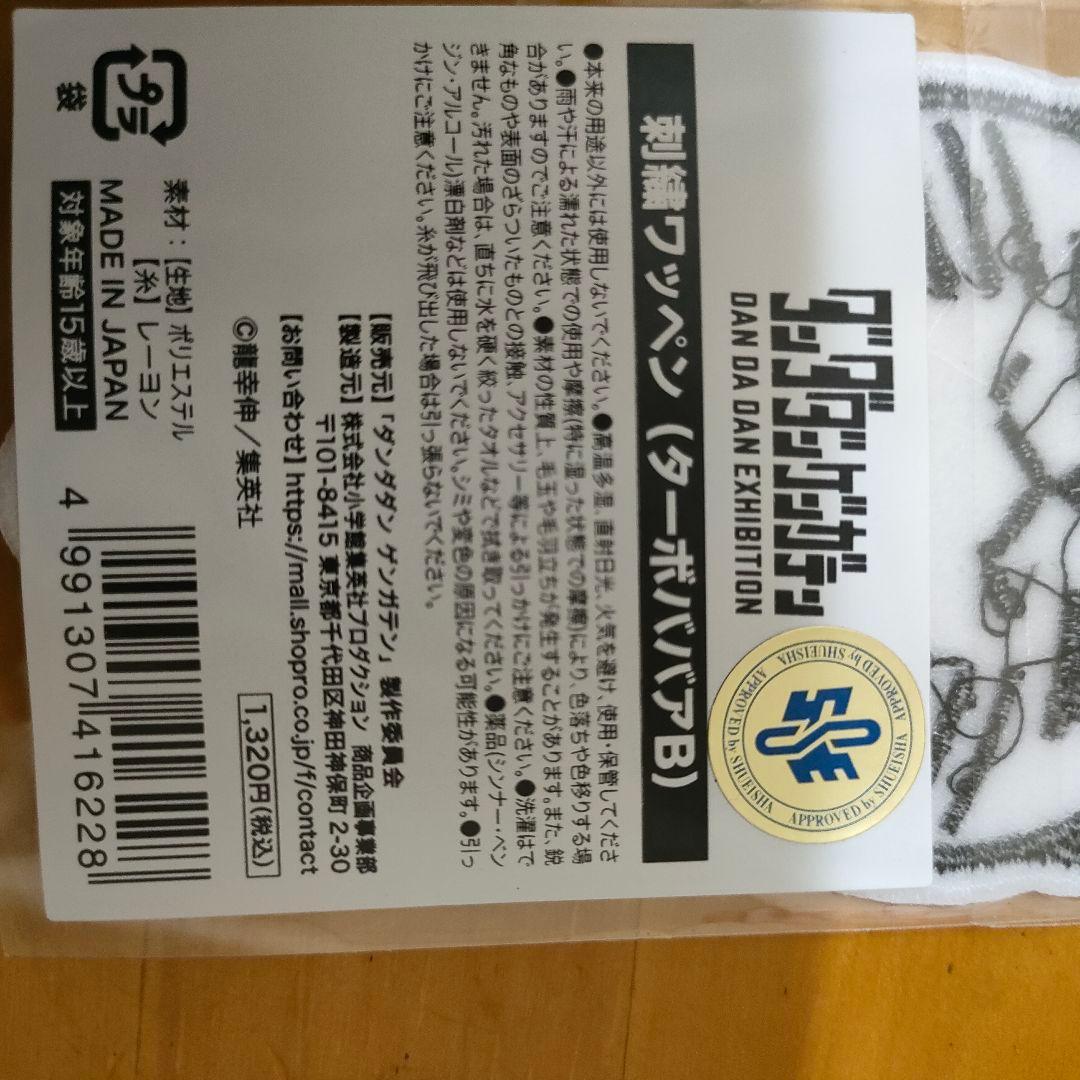 ダンダダン
ゲンガテン
DAN DA DAN EXHIBITION
APPROVED by SHUEISHA APPROVED by SHUEISHA APPROVED by SHUEISHA
刺繍ワッペン (ターボババアB)
●本来の用途以外には使用しないでください。●高温多湿、直射日光、火気を避け、使用・保管してくださ
い。●雨や汗による濡れた状態での使用や摩擦(特に湿った状態での摩擦)により、色落ちや色移りする場
合がありますのでご注意ください。●素材の性質上、毛玉や毛羽立ちが発生することがあります。また、鋭
角なものや表面のざらついたものとの接触、アクセサリー等による引っかけにご注意ください。●洗濯はで
きません。汚れた場合は、直ちに水を硬く絞ったタオルなどで拭き取ってください。●薬品(シンナー・ベン
ジン・アルコール)漂白剤などは使用しないでください。シミや変色の原因になる可能性があります。●引っ
かけにご注意ください。糸が飛び出した場合は引っ張らないでください。
【販売元】「ダンダダン ゲンガテン」製作委員会
【製造元】株式会社小学館集英社プロダクション 商品企画事業部
〒101-8415 東京都千代田区神田神保町 2-30
【お問い合わせ】https://mall.shopro.co.jp/f/contact
©龍幸伸／集英社
1,320円(税込)
プラ
袋
素材：【生地】ポリエステル
【糸】レーヨン
MADE IN JAPAN
対象年齢15歳以上
4 991307 416228